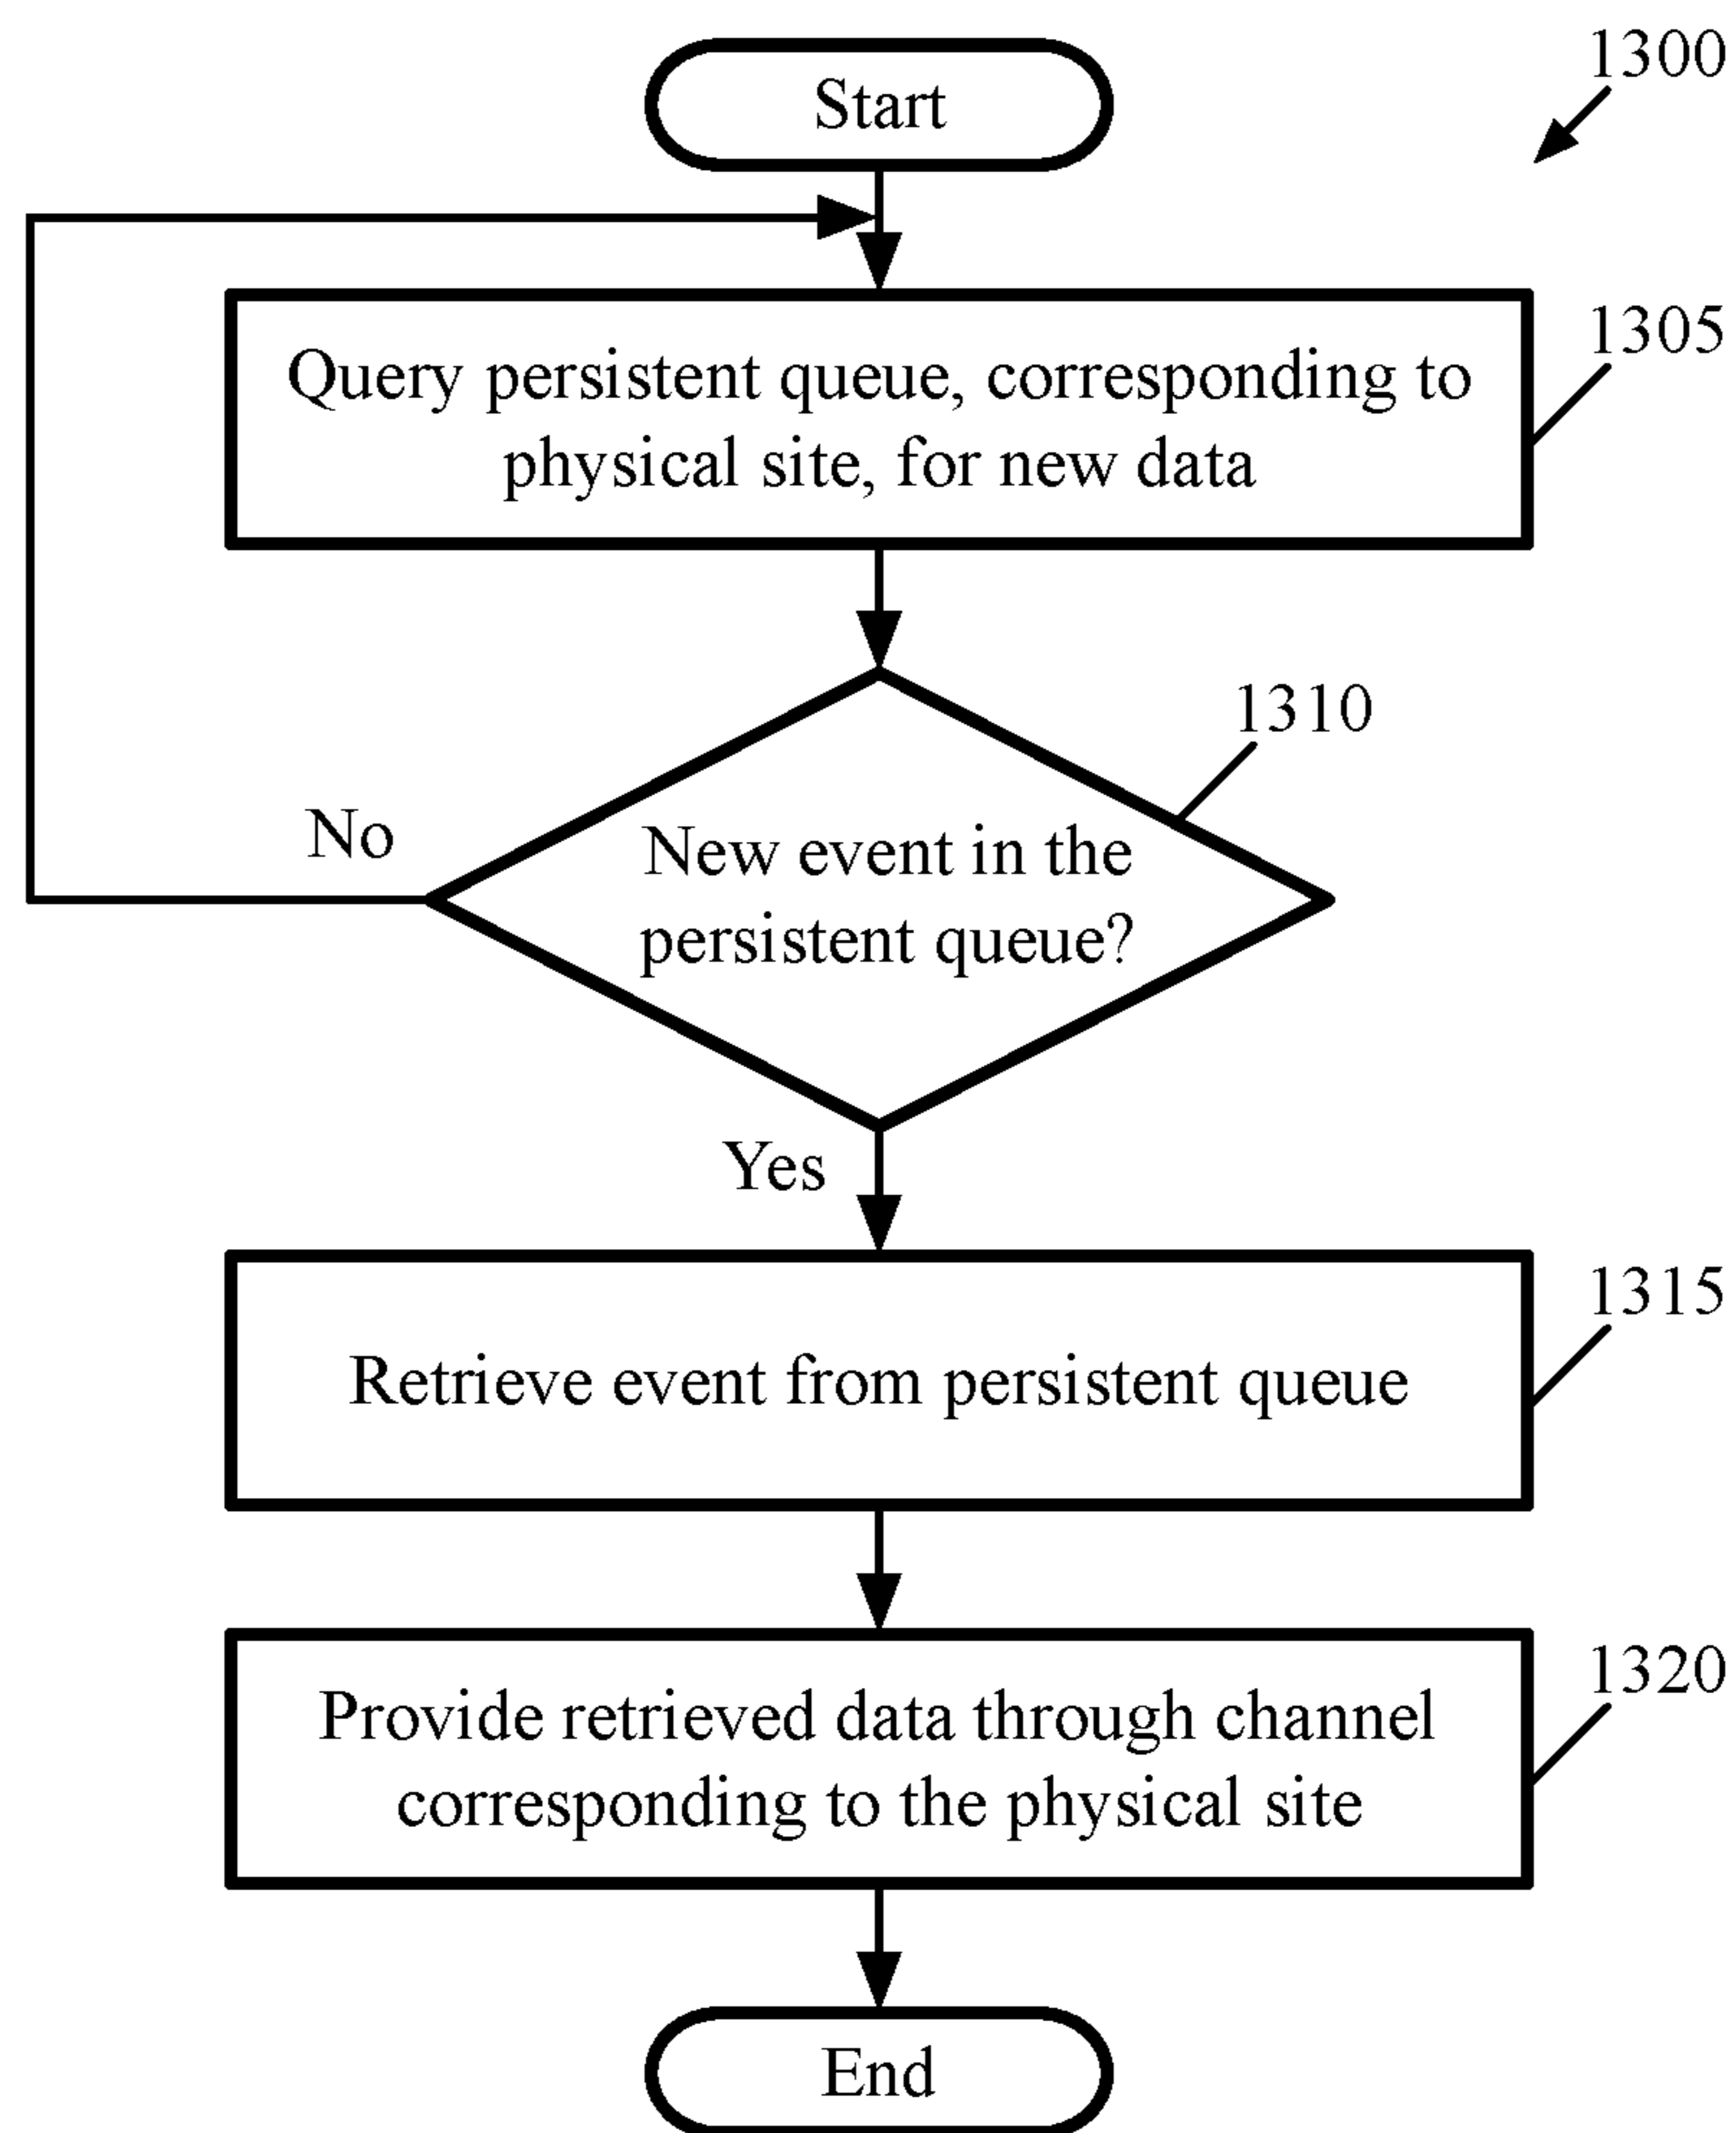 Start
1300
Query persistent queue, corresponding to
physical site, for new data
1305
1310
No
New event in the
persistent queue?
Yes
1315
Retrieve event from persistent queue
1320
Provide retrieved data through channel
corresponding to the physical site
End